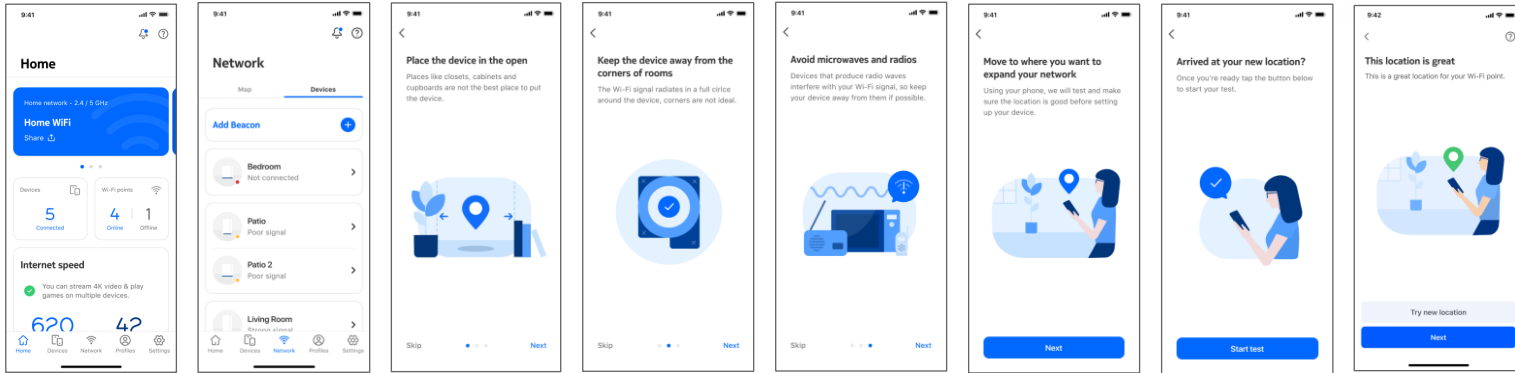 9:41
Home
Home network - 2.4 / 5 GHz
Home WiFi
Share
Devices
Wi-Fi points
5
Connected
4
Online
1
Offline
Internet speed
You can stream 4K video & play
games on multiple devices.
620
42
Home
Devices
Network
Profiles
Settings
9:41
Network
Map
Devices
Add Beacon
Bedroom
Not connected
Patio
Poor signal
Patio 2
Poor signal
Living Room
Strong signal
Home
Devices
Network
Profiles
Settings
9:41
Place the device in the open
Places like closets, cabinets and
cupboards are not the best place to put
the device.
Skip
Next
9:41
Keep the device away from the
corners of rooms
The Wi-Fi signal radiates in a full cirlce
around the device, corners are not ideal.
Skip
Next
9:41
Avoid microwaves and radios
Devices that produce radio waves
interfere with your Wi-Fi signal, so keep
your device away from them if possible.
Skip
Next
9:41
Move to where you want to
expand your network
Using your phone, we will test and make
sure the location is good before setting
up your device.
Next
9:41
Arrived at your new location?
Once you're ready tap the button below
to start your test.
Start test
9:42
This location is great
This is a great location for your Wi-Fi point.
Try new location
Next